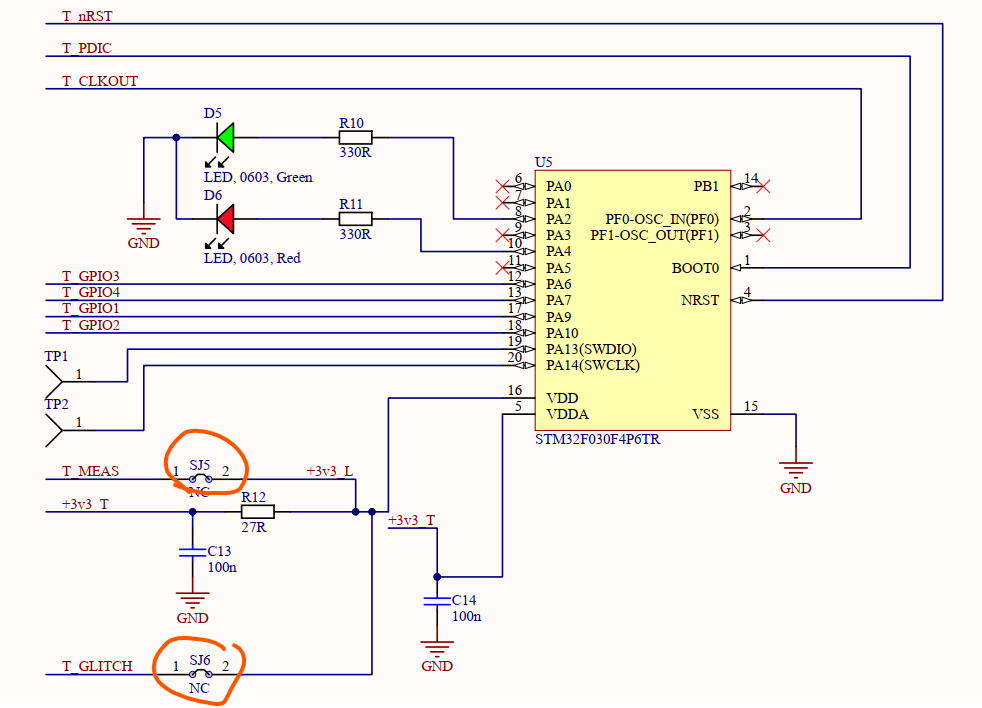 T_nRST
T_PDIC
T_CLKOUT
D5
R10
330R
LED, 0603, Green
D6
R11
330R
LED, 0603, Red
GND
U5
6 PA0
7 PA1
8 PA2
9 PA3
10 PA4
11 PA5
12 PA6
13 PA7
17 PA9
18 PA10
19 PA13(SWDIO)
20 PA14(SWCLK)
16 VDD
5 VDDA
PB1 14
PF0-OSC_IN(PF0) 2
PF1-OSC_OUT(PF1) 3
BOOT0 1
NRST 4
VSS 15
STM32F030F4P6TR
GND
T_GPIO3
T_GPIO4
T_GPIO1
T_GPIO2
TP1
1
TP2
1
T_MEAS
1 SJ5 2
NC
+3v3_L
+3v3_T
R12
27R
C13
100n
GND
+3v3_T
C14
100n
GND
T_GLITCH
1 SJ6 2
NC